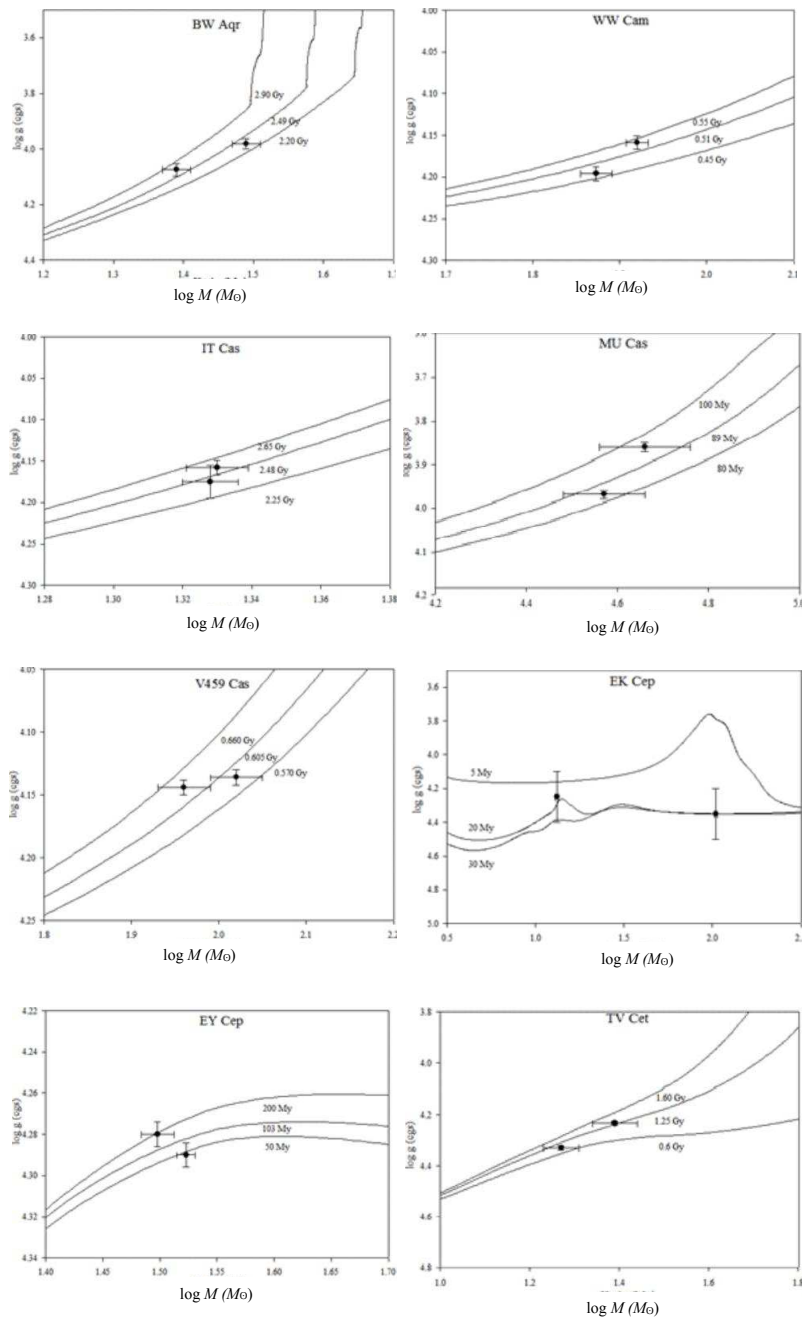 BW Aqr
log g (cgs)
3.8
4.0
4.2
4.4
2.90 Gy
2.49 Gy
2.20 Gy
1.2 1.3 1.4 1.5 1.6 1.7
log M (MΘ)
WW Cam
log g (cgs)
4.00
4.05
4.10
4.15
4.20
4.25
4.30
0.55 Gy
0.51 Gy
0.45 Gy
1.7 1.8 2.0 2.1
log M (MΘ)
IT Cas
log g (cgs)
4.00
4.05
4.10
4.15
4.20
4.25
4.30
2.65 Gy
2.48 Gy
2.25 Gy
1.28 1.30 1.32 1.34 1.36 1.38
log M (MΘ)
MU Cas
log g (cgs)
3.6
3.7
3.8
3.9
4.0
4.1
4.2
100 My
89 My
80 My
4.2 4.4 4.6 4.8 5.0
log M (MΘ)
V459 Cas
log g (cgs)
4.05
4.10
4.15
4.20
4.25
0.660 Gy
0.605 Gy
0.570 Gy
1.8 1.9 2.0 2.1 2.2
log M (MΘ)
EK Cep
log g (cgs)
3.6
3.8
4.0
4.2
4.4
4.6
4.8
5.0
5 My
20 My
30 My
0.5 1.0 1.5 2.0 2.5
log M (MΘ)
EY Cep
log g (cgs)
4.22
4.24
4.26
4.28
4.30
4.32
4.34
200 My
103 My
50 My
1.40 1.45 1.50 1.55 1.60 1.65 1.70
log M (MΘ)
TV Cet
log g (cgs)
3.8
4.0
4.2
4.4
4.6
4.8
1.60 Gy
1.25 Gy
0.6 Gy
1.0 1.2 1.4 1.6 1.8
log M (MΘ)